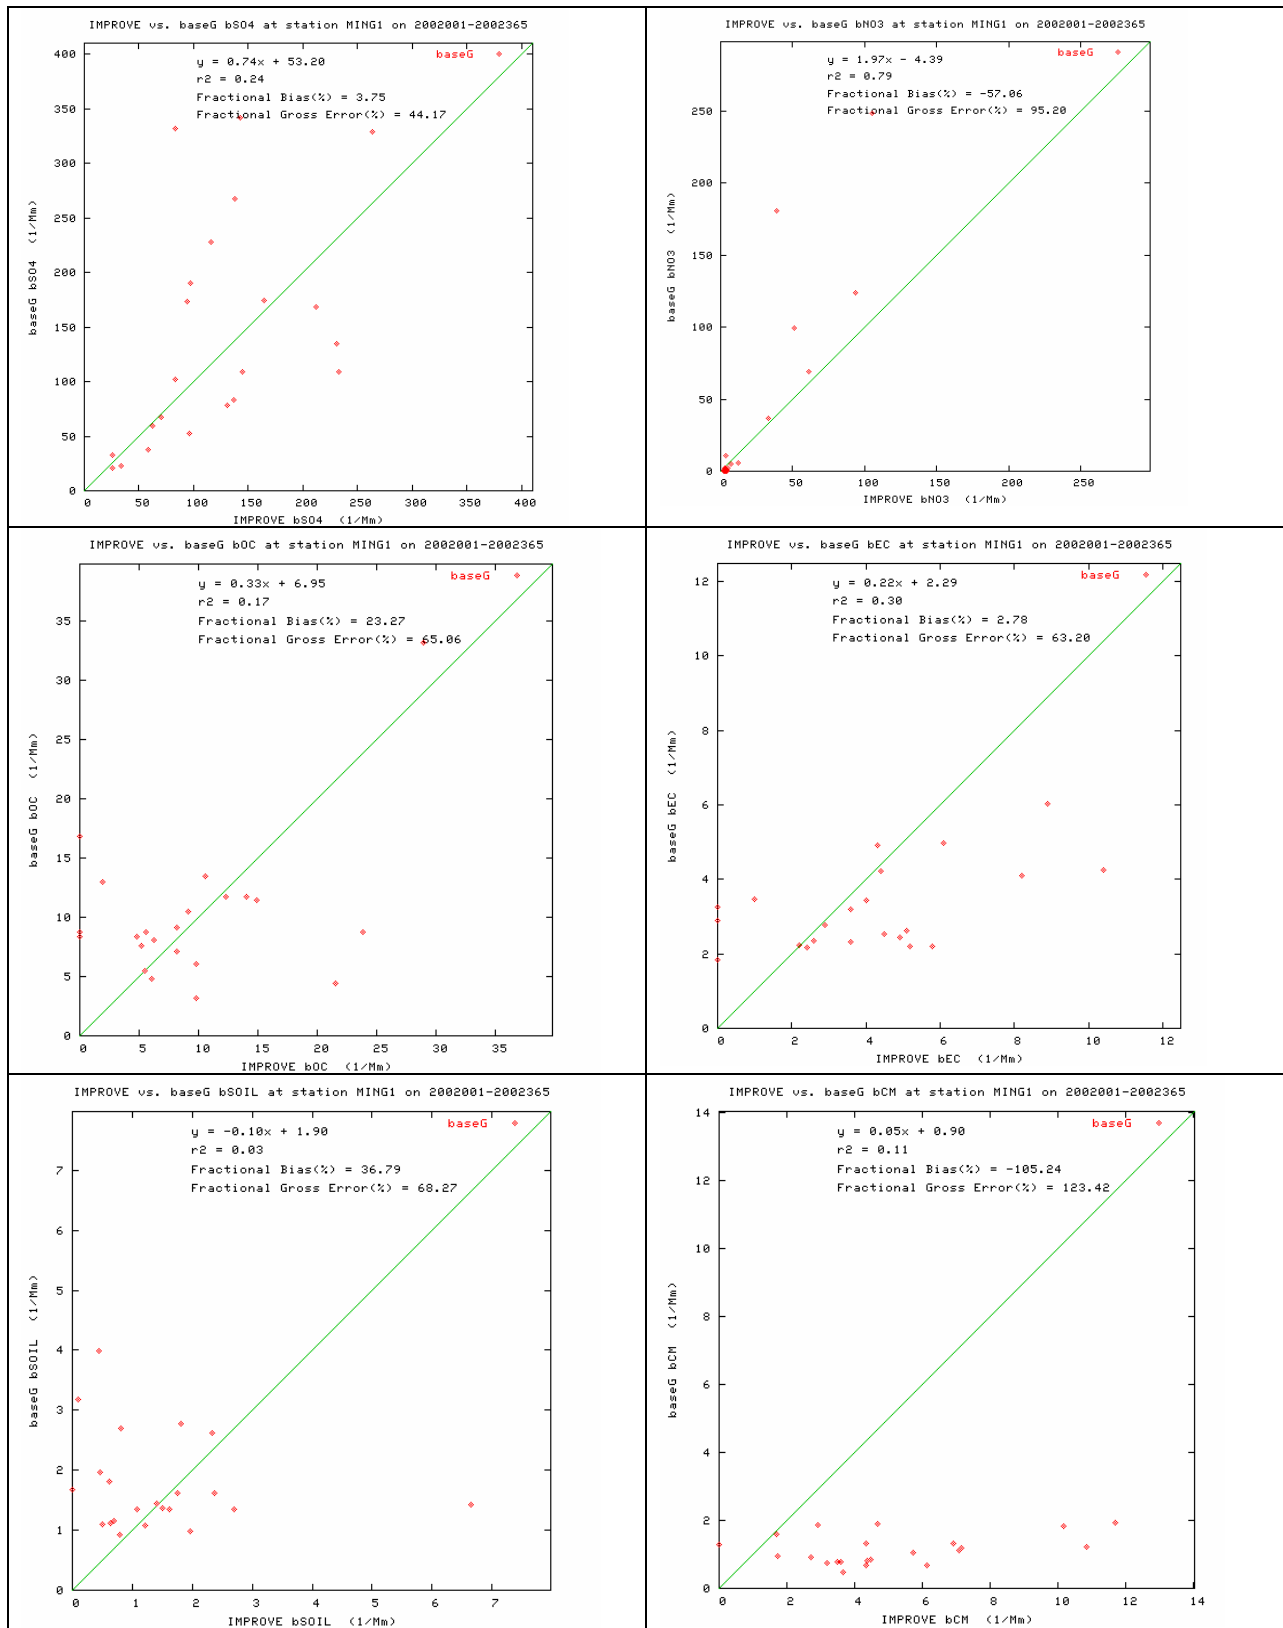 IMPROVE vs. baseG bSO4 at station MING1 on 2002001-2002365
baseG
y = 0.74x + 53.20
r2 = 0.24
Fractional Bias(%) = 3.75
Fractional Gross Error(%) = 44.17
400
350
300
250
200
150
100
50
0
baseG bSO4 (1/Mm)
0 50 100 150 200 250 300 350 400
IMPROVE bSO4 (1/Mm)
IMPROVE vs. baseG bNO3 at station MING1 on 2002001-2002365
baseG
y = 1.97x - 4.39
r2 = 0.79
Fractional Bias(%) = -57.06
Fractional Gross Error(%) = 95.20
250
200
150
100
50
0
baseG bNO3 (1/Mm)
0 50 100 150 200 250
IMPROVE bNO3 (1/Mm)
IMPROVE vs. baseG bOC at station MING1 on 2002001-2002365
baseG
y = 0.33x + 6.95
r2 = 0.17
Fractional Bias(%) = 23.27
Fractional Gross Error(%) = 65.06
35
30
25
20
15
10
5
0
baseG bOC (1/Mm)
0 5 10 15 20 25 30 35
IMPROVE bOC (1/Mm)
IMPROVE vs. baseG bEC at station MING1 on 2002001-2002365
baseG
y = 0.22x + 2.29
r2 = 0.30
Fractional Bias(%) = 2.78
Fractional Gross Error(%) = 63.20
12
10
8
6
4
2
0
baseG bEC (1/Mm)
0 2 4 6 8 10 12
IMPROVE bEC (1/Mm)
IMPROVE vs. baseG bSOIL at station MING1 on 2002001-2002365
baseG
y = -0.10x + 1.90
r2 = 0.03
Fractional Bias(%) = 36.79
Fractional Gross Error(%) = 68.27
7
6
5
4
3
2
1
0
baseG bSOIL (1/Mm)
0 1 2 3 4 5 6 7
IMPROVE bSOIL (1/Mm)
IMPROVE vs. baseG bCM at station MING1 on 2002001-2002365
baseG
y = 0.05x + 0.90
r2 = 0.11
Fractional Bias(%) = -105.24
Fractional Gross Error(%) = 123.42
14
12
10
8
6
4
2
0
baseG bCM (1/Mm)
0 2 4 6 8 10 12 14
IMPROVE bCM (1/Mm)